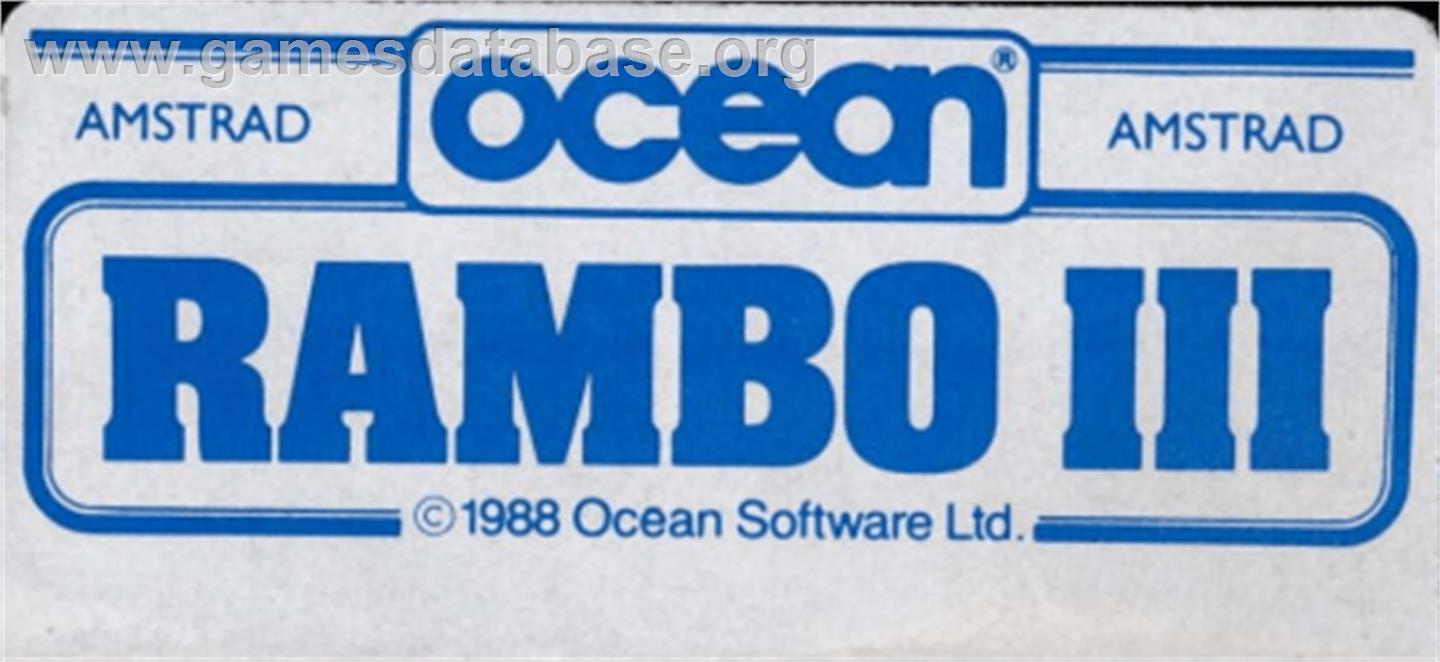 www.gamesdatabase.org
ocean®
AMSTRAD AMSTRAD
RAMBO III
©1988 Ocean Software Ltd.